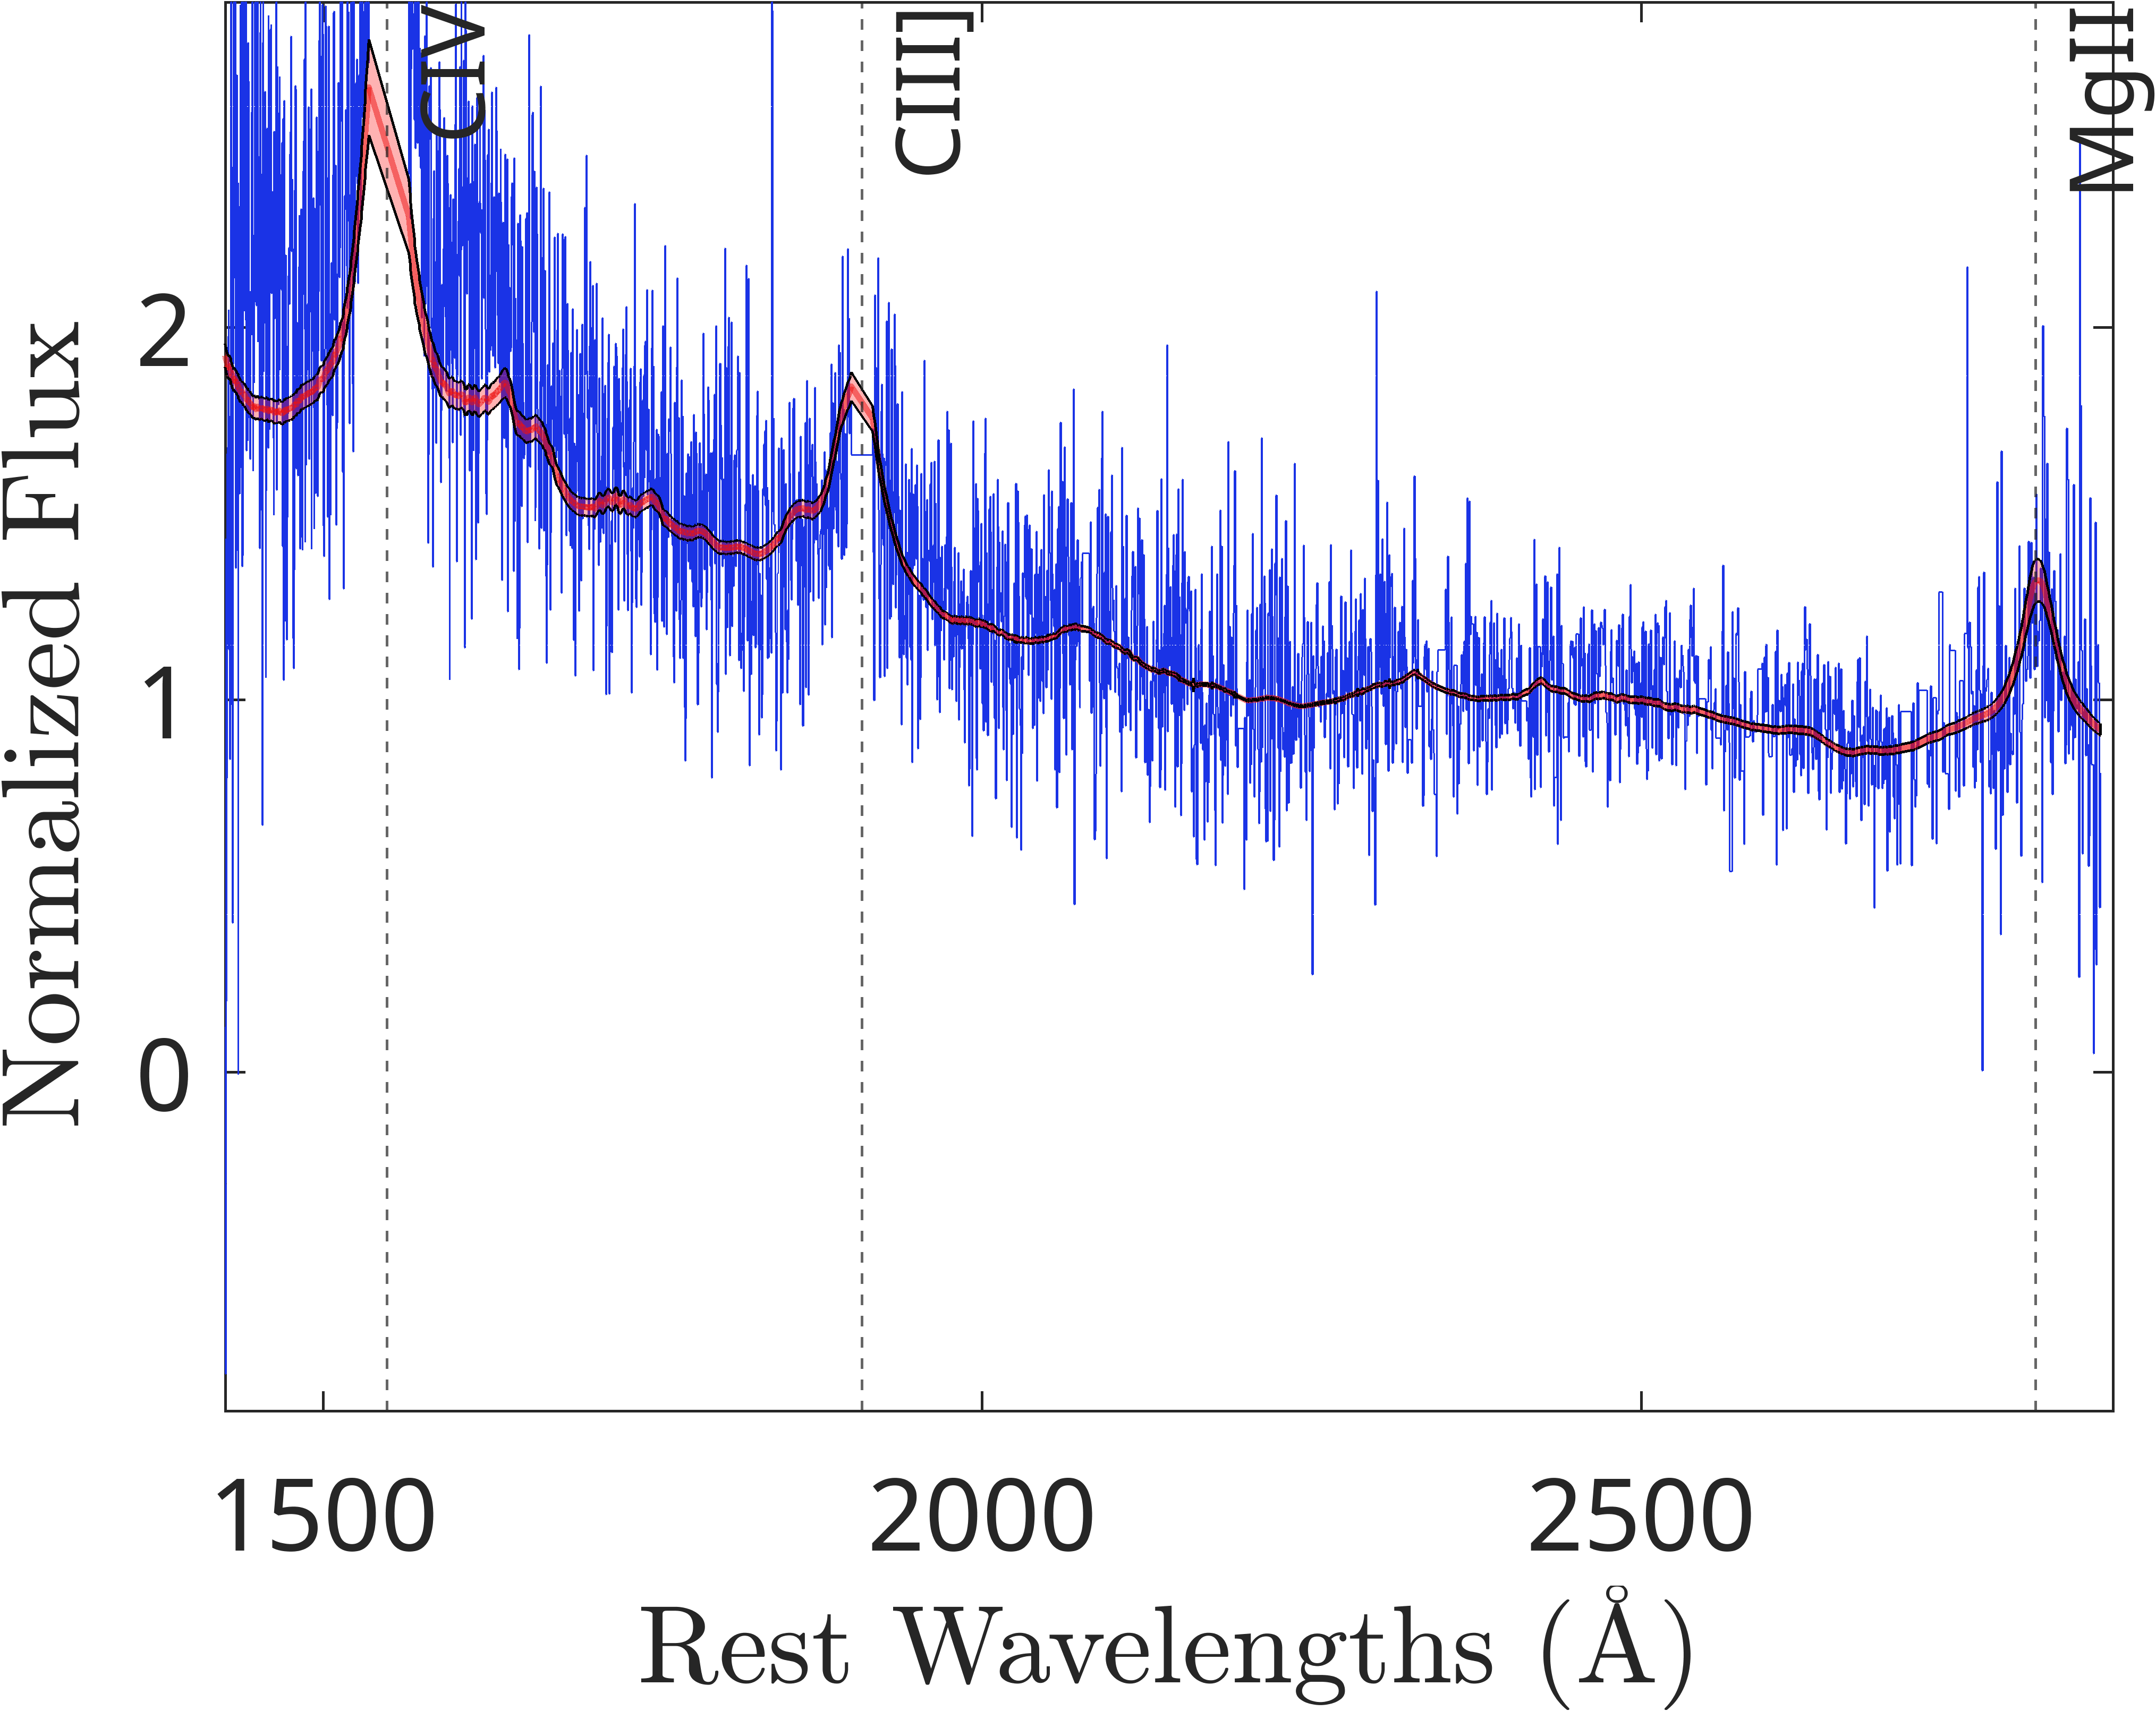 CIV
CIII]
MgII
Normalized Flux
2
1
0
1500
2000
2500
Rest Wavelengths (Å)